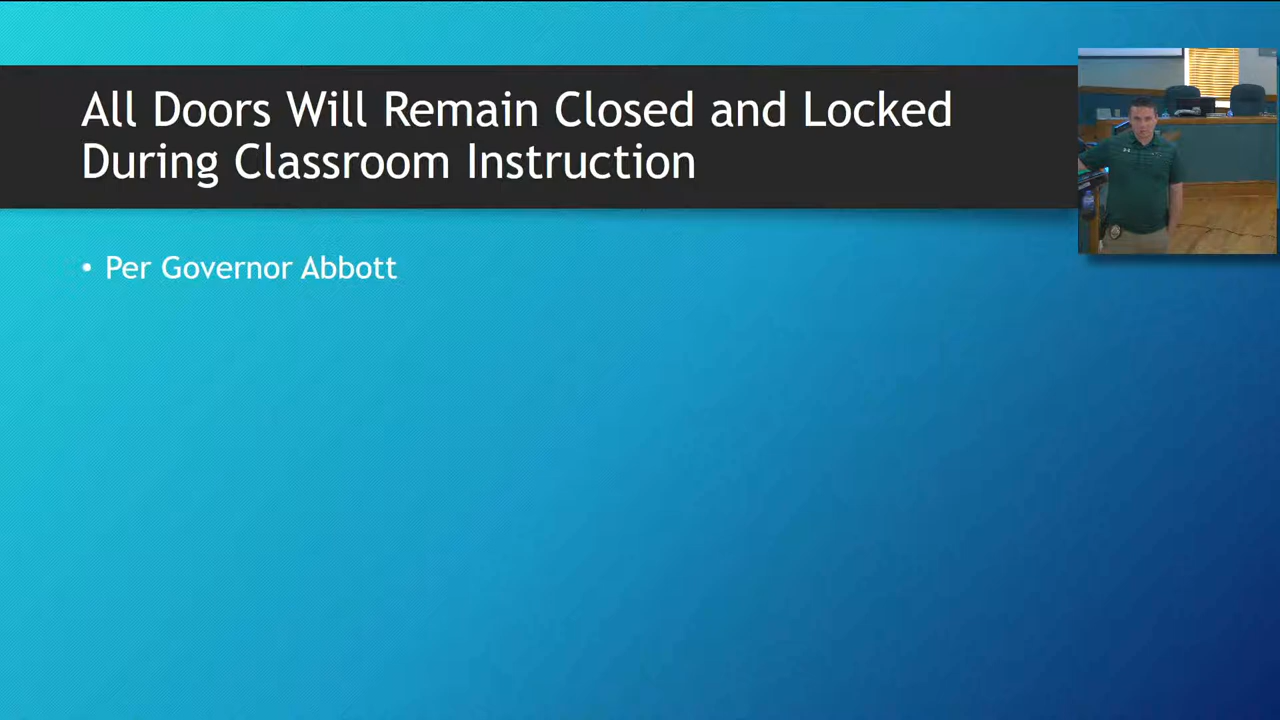 All Doors Will Remain Closed and Locked
During Classroom Instruction
• Per Governor Abbott